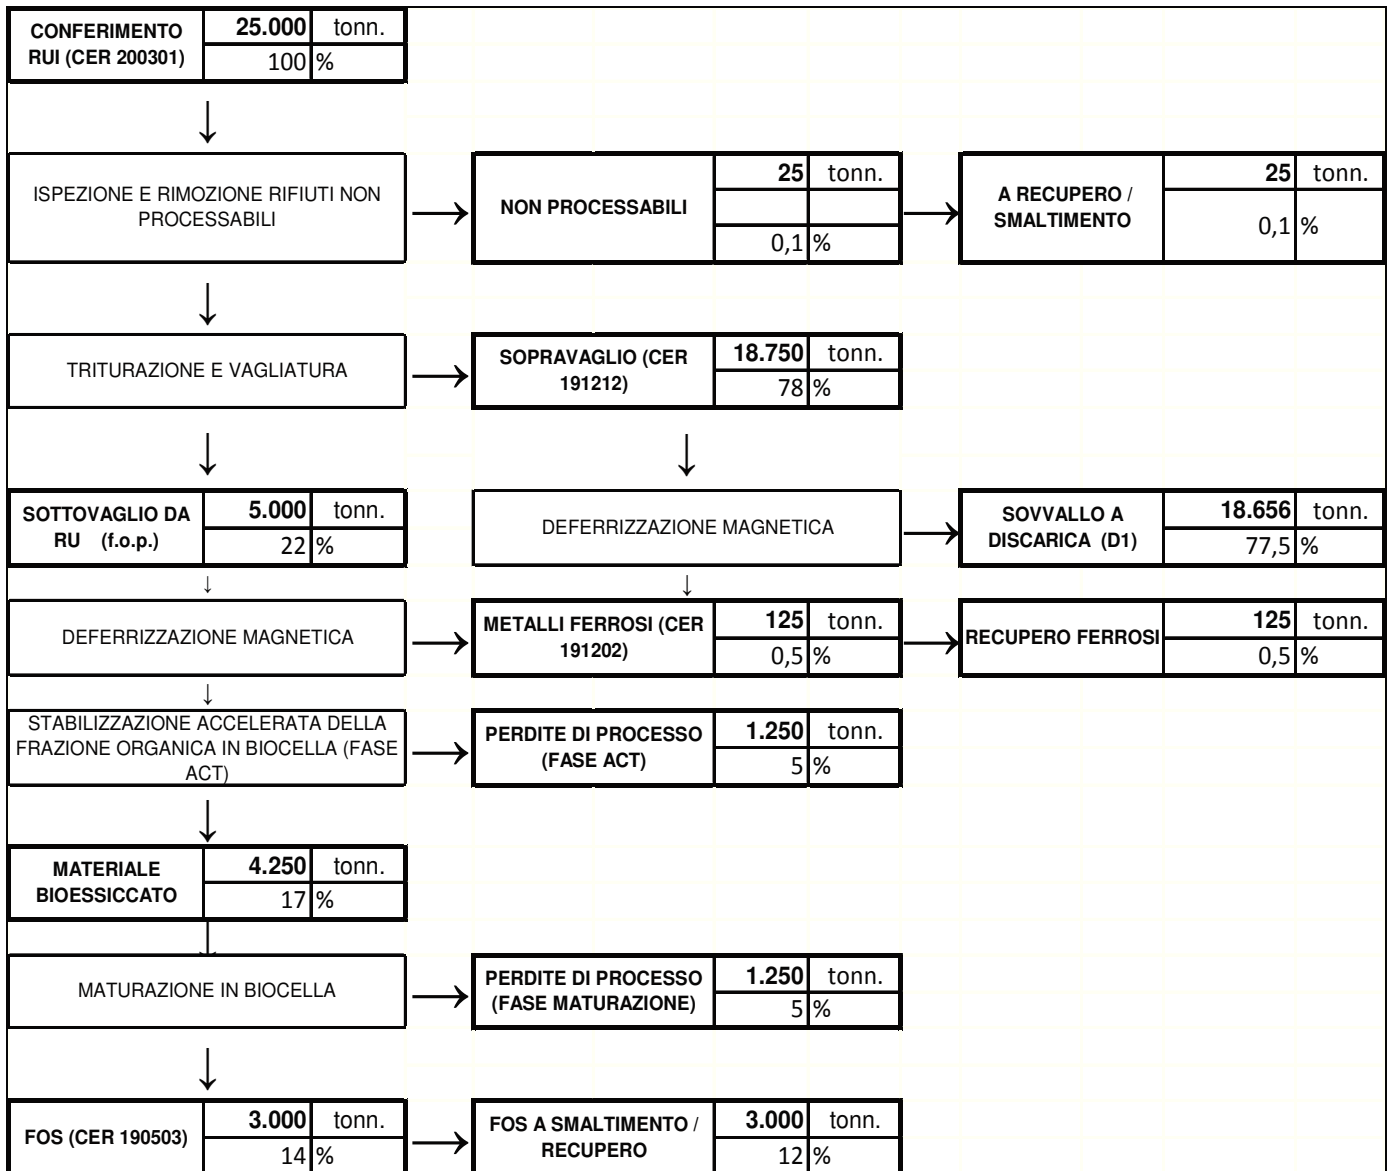 CONFERIMENTO
RUI (CER 200301)
25.000 tonn.
100 %
↓
ISPEZIONE E RIMOZIONE RIFIUTI NON
PROCESSABILI
→
NON PROCESSABILI
25 tonn.
0,1 %
→
A RECUPERO /
SMALTIMENTO
25 tonn.
0,1 %
↓
TRITURAZIONE E VAGLIATURA
→
SOPRAVAGLIO (CER
191212)
18.750 tonn.
78 %
↓
↓
SOTTOVAGLIO DA
RU (f.o.p.)
5.000 tonn.
22 %
DEFERRIZZAZIONE MAGNETICA
→
SOVVALLO A
DISCARICA (D1)
18.656 tonn.
77,5 %
↓
↓
DEFERRIZZAZIONE MAGNETICA
→
METALLI FERROSI (CER
191202)
125 tonn.
0,5 %
→
RECUPERO FERROSI
125 tonn.
0,5 %
↓
STABILIZZAZIONE ACCELERATA DELLA
FRAZIONE ORGANICA IN BIOCELLA (FASE
ACT)
→
PERDITE DI PROCESSO
(FASE ACT)
1.250 tonn.
5 %
↓
MATERIALE
BIOESSICCATO
4.250 tonn.
17 %
↓
MATURAZIONE IN BIOCELLA
→
PERDITE DI PROCESSO
(FASE MATURAZIONE)
1.250 tonn.
5 %
↓
FOS (CER 190503)
3.000 tonn.
14 %
→
FOS A SMALTIMENTO /
RECUPERO
3.000 tonn.
12 %